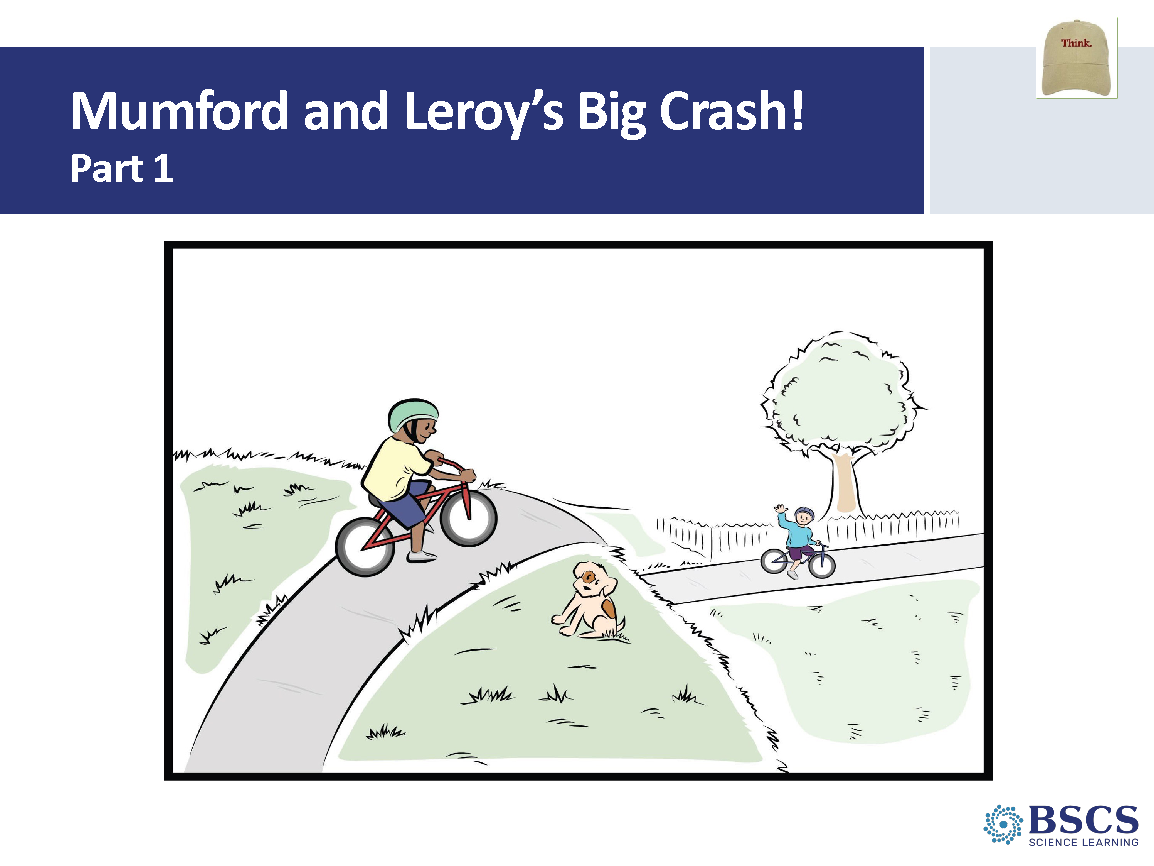 Think.
Mumford and Leroy’s Big Crash!
Part 1
BSCS
SCIENCE LEARNING